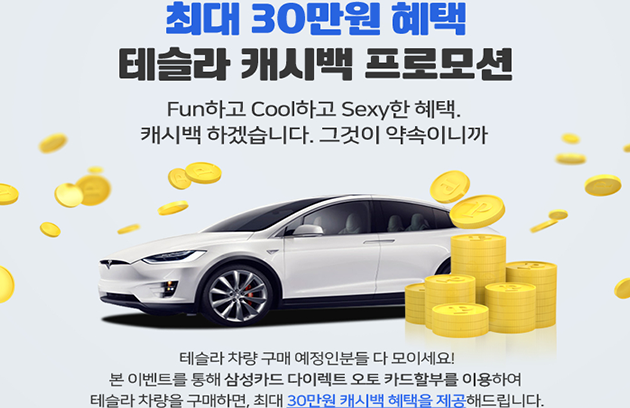 최대 30만원 혜택
테슬라 캐시백 프로모션
Fun하고 Cool하고 Sexy한 혜택.
캐시백 하겠습니다. 그것이 약속이니까
테슬라 차량 구매 예정인분들 다 모이세요!
본 이벤트를 통해 삼성카드 다이렉트 오토 카드할부를 이용하여
테슬라 차량을 구매하면, 최대 30만원 캐시백 혜택을 제공해드립니다.